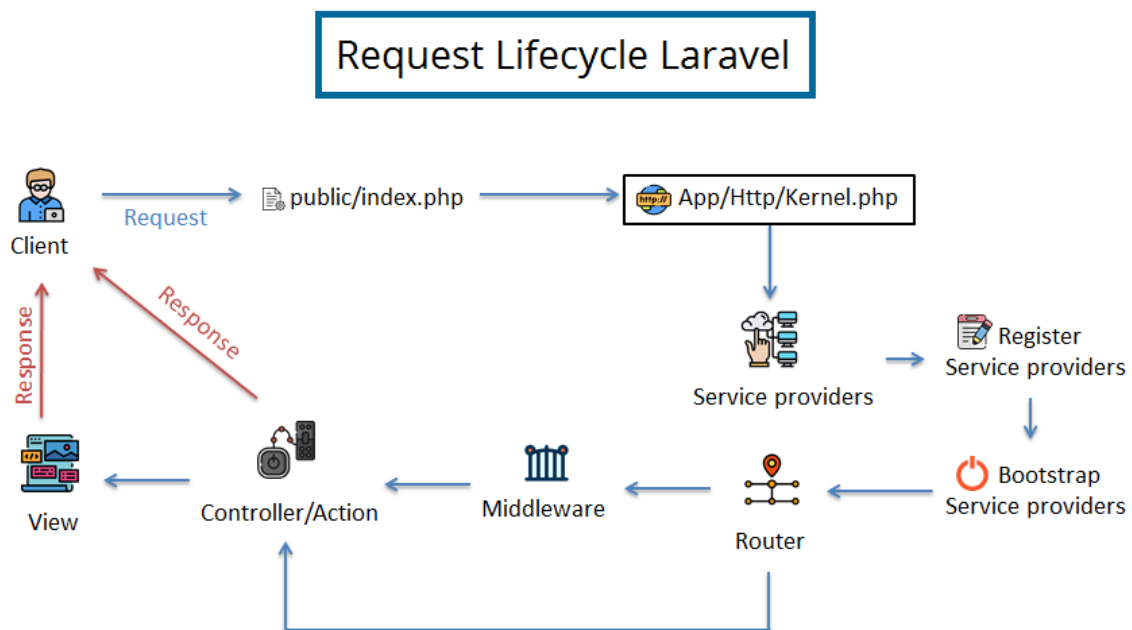 Request Lifecycle Laravel
Client
Request
public/index.php
http://
App/Http/Kernel.php
Response
Response
Service providers
Register
Service providers
Bootstrap
Service providers
Router
Middleware
Controller/Action
View